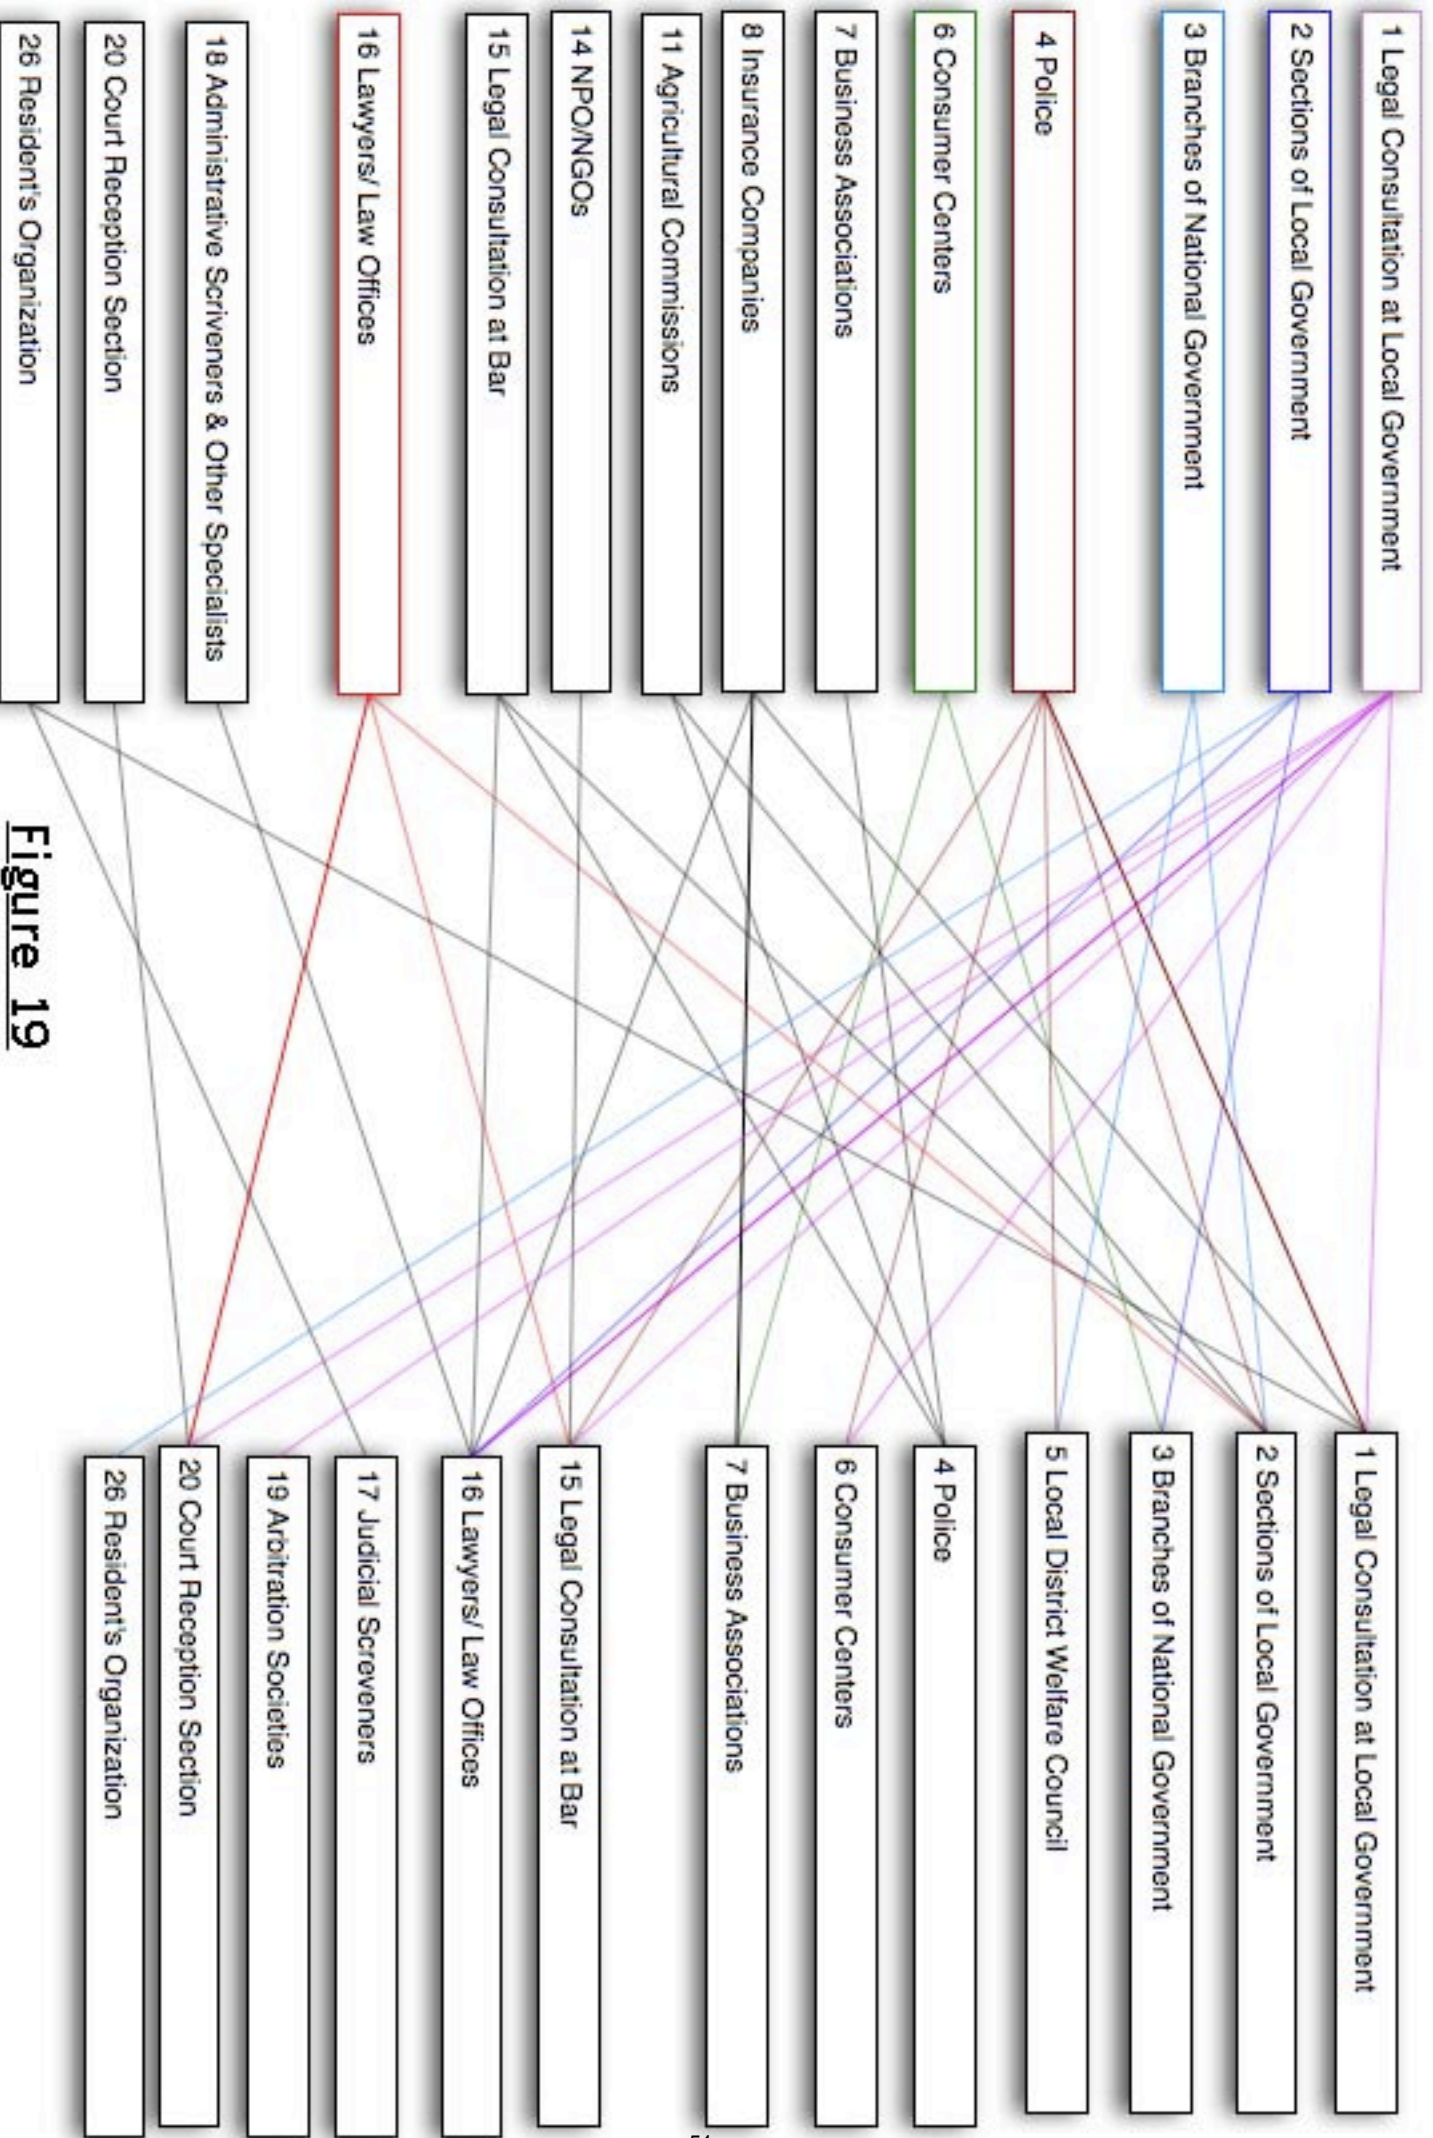 1 Legal Consultation at Local Government
2 Sections of Local Government
3 Branches of National Government
4 Police
6 Consumer Centers
7 Business Associations
8 Insurance Companies
11 Agricultural Commissions
14 NPO/NGOs
15 Legal Consultation at Bar
16 Lawyers/ Law Offices
18 Administrative Scriveners & Other Specialists
20 Court Reception Section
26 Resident's Organization
1 Legal Consultation at Local Government
2 Sections of Local Government
3 Branches of National Government
5 Local District Welfare Council
4 Police
6 Consumer Centers
7 Business Associations
15 Legal Consultation at Bar
16 Lawyers/ Law Offices
17 Judicial Screveners
19 Arbitration Societies
20 Court Reception Section
26 Resident's Organization
Figure 19